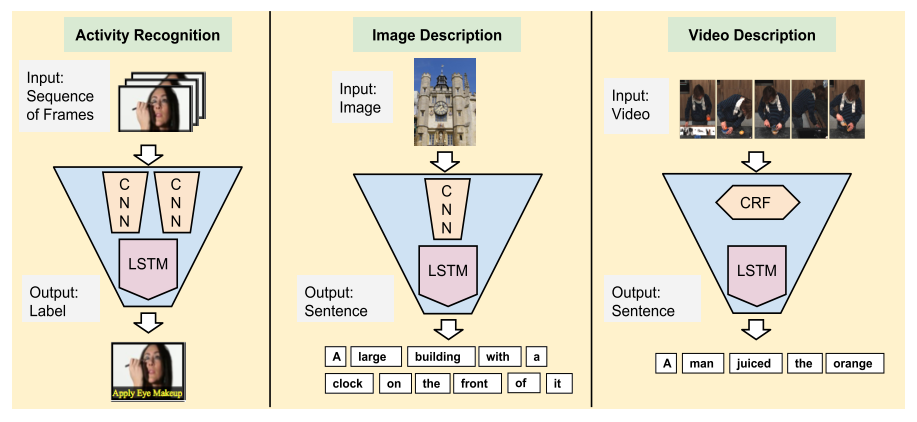 Activity Recognition
Input:
Sequence
of Frames
C
N
N
C
N
N
LSTM
Output:
Label
Apply Eye Makeup
Image Description
Input:
Image
C
N
N
LSTM
Output:
Sentence
A large building with a
clock on the front of it
Video Description
Input:
Video
CRF
LSTM
Output:
Sentence
A man juiced the orange